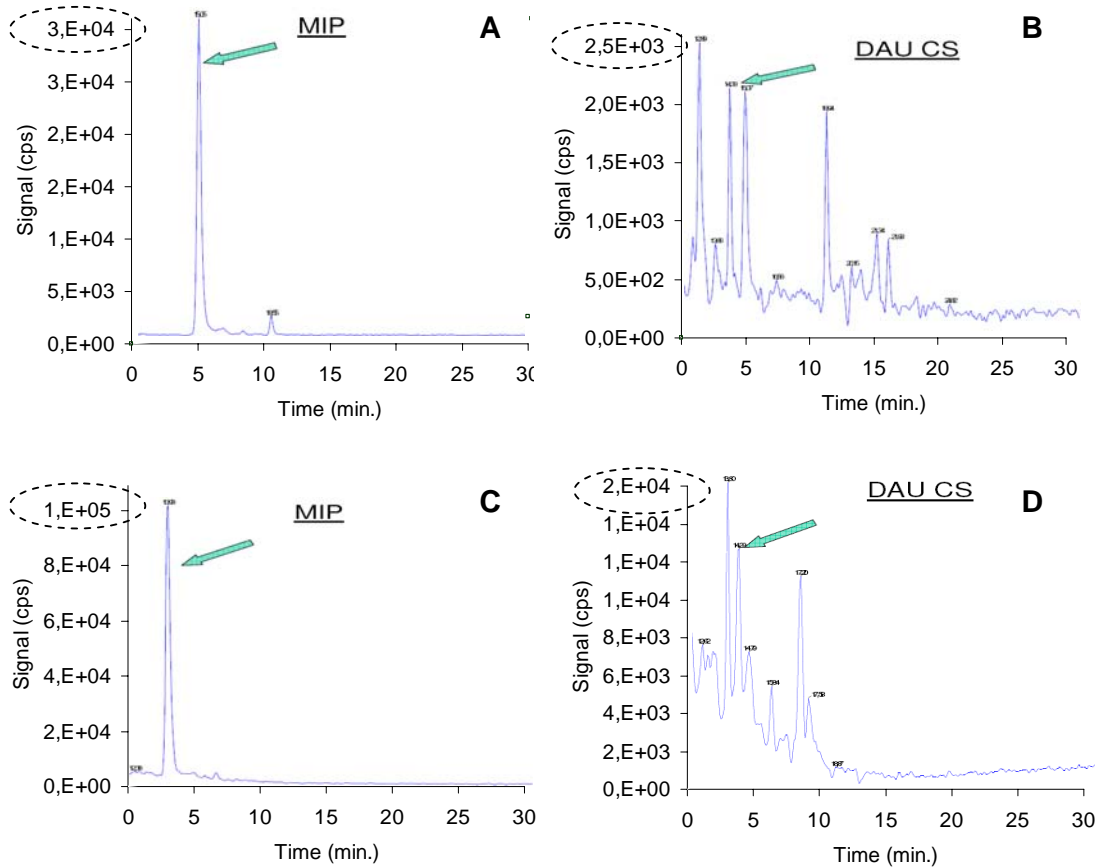 MIP
A
3,E+04
3,E+04
2,E+04
2,E+04
1,E+04
5,E+03
0,E+00
Signal (cps)
0 5 10 15 20 25 30
Time (min.)
DAU CS
B
2,5E+03
2,0E+03
1,5E+03
1,0E+03
5,0E+02
0,0E+00
Signal (cps)
0 5 10 15 20 25 30
Time (min.)
MIP
C
1,E+05
8,E+04
6,E+04
4,E+04
2,E+04
0,E+00
Signal (cps)
0 5 10 15 20 25 30
Time (min.)
DAU CS
D
2,E+04
1,E+04
1,E+04
1,E+04
8,E+03
6,E+03
4,E+03
2,E+03
0,E+00
Signal (cps)
0 5 10 15 20 25 30
Time (min.)